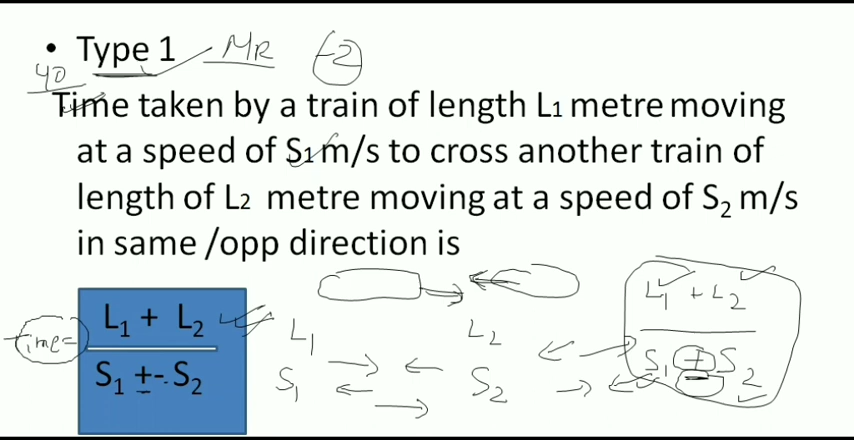 • Type 1 MR -2
40
Time taken by a train of length L1 metre moving
at a speed of S1 m/s to cross another train of
length of L2 metre moving at a speed of S2 m/s
in same /opp direction is
L1 + L2
Time =
S1 +- S2
L1 L2
S1 S2
L1 + L2
S1 ± S2